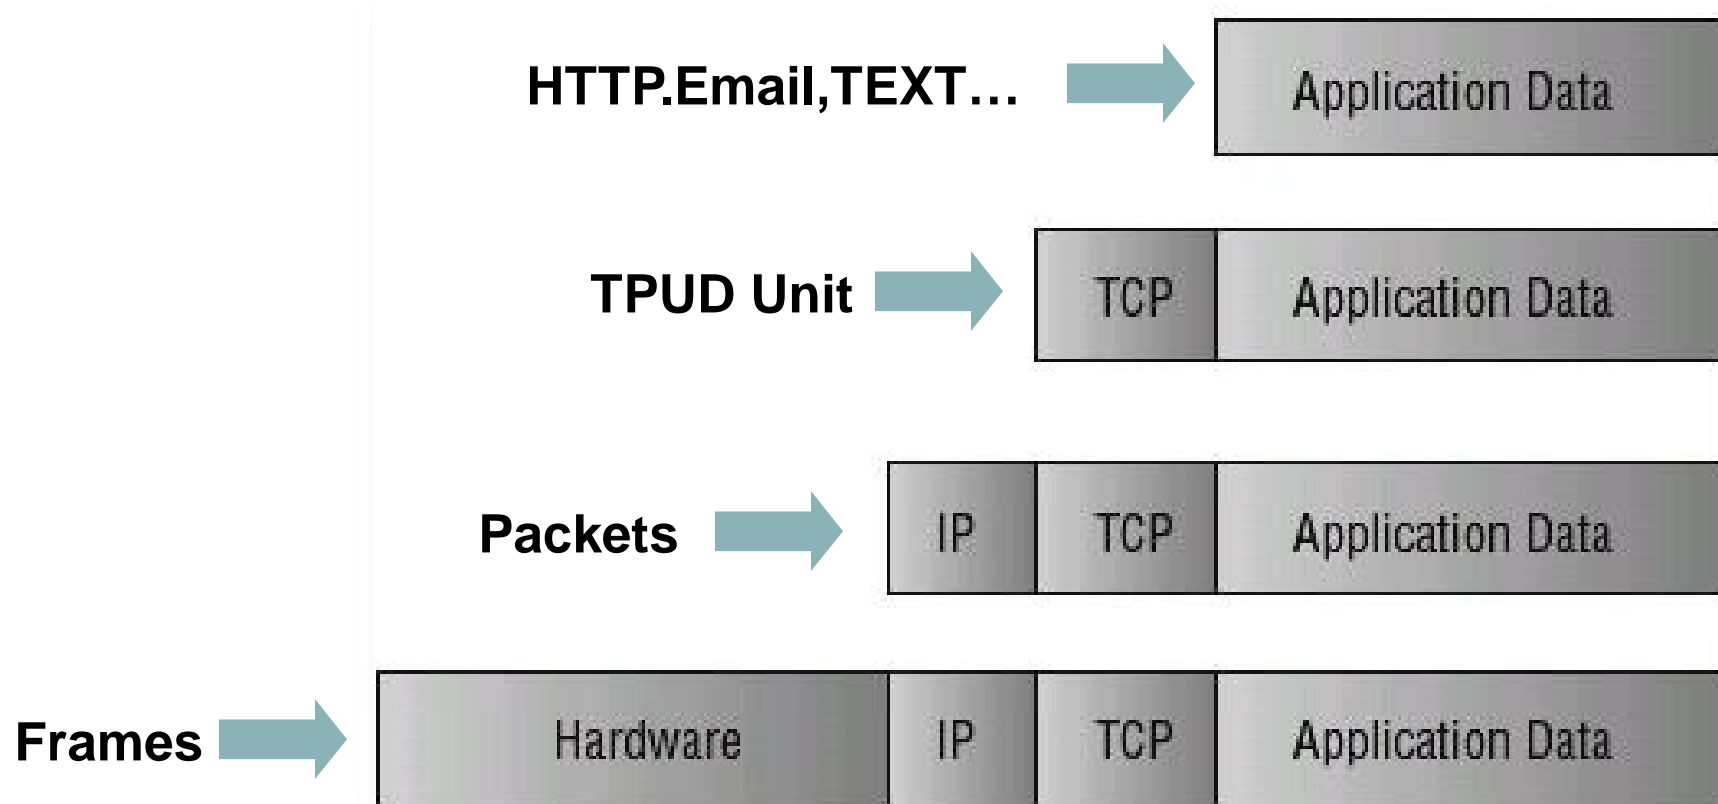 HTTP.Email,TEXT… Application Data
TPUD Unit TCP Application Data
Packets IP TCP Application Data
Frames Hardware IP TCP Application Data